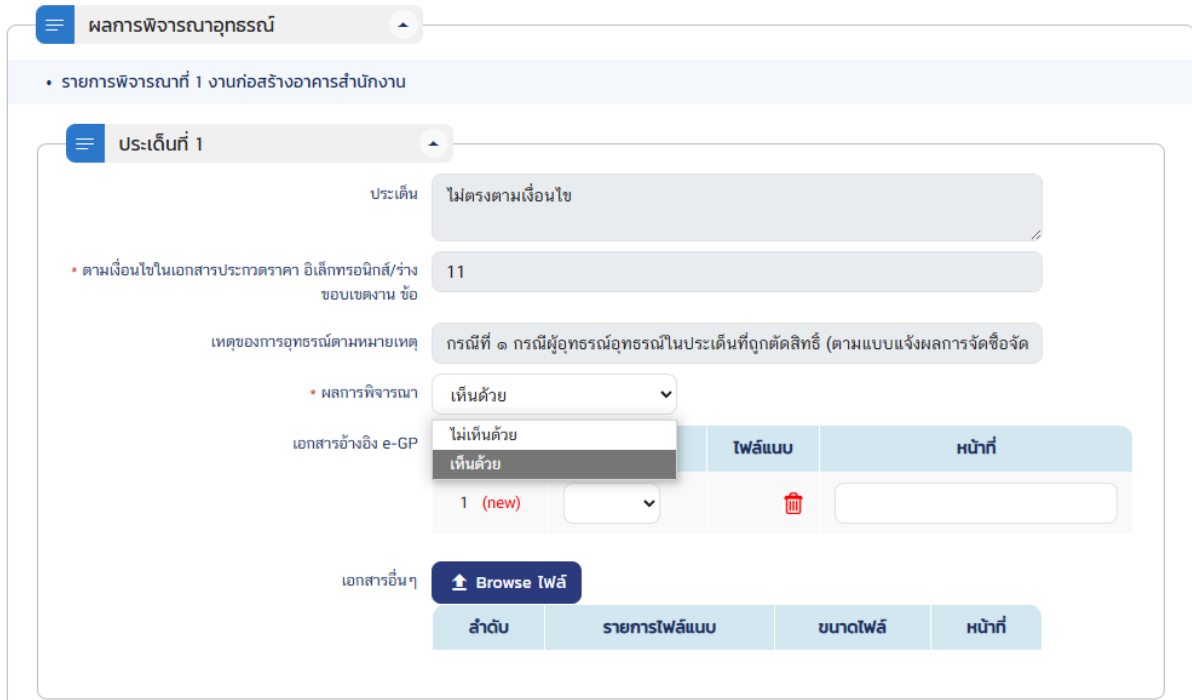 ผลการพิจารณาอุทธรณ์
• รายการพิจารณาที่ 1 งานก่อสร้างอาคารสำนักงาน
ประเด็นที่ 1
ประเด็น ไม่ตรงตามเงื่อนไข
* ตามเงื่อนไขในเอกสารประกวดราคา อิเล็กทรอนิกส์/ร่าง
ขอบเขตงาน ข้อ 11
เหตุของการอุทธรณ์ตามหมายเหตุ กรณีที่ ๑ กรณีผู้อุทธรณ์อุทธรณ์ในประเด็นที่ถูกตัดสิทธิ์ (ตามแบบแจ้งผลการจัดซื้อจัด
* ผลการพิจารณา เห็นด้วย
ไม่เห็นด้วย
เห็นด้วย
เอกสารอ้างอิง e-GP ไฟล์แนบ หน้าที่
1 (new)
เอกสารอื่นๆ Browse ไฟล์
ลำดับ รายการไฟล์แนบ ขนาดไฟล์ หน้าที่